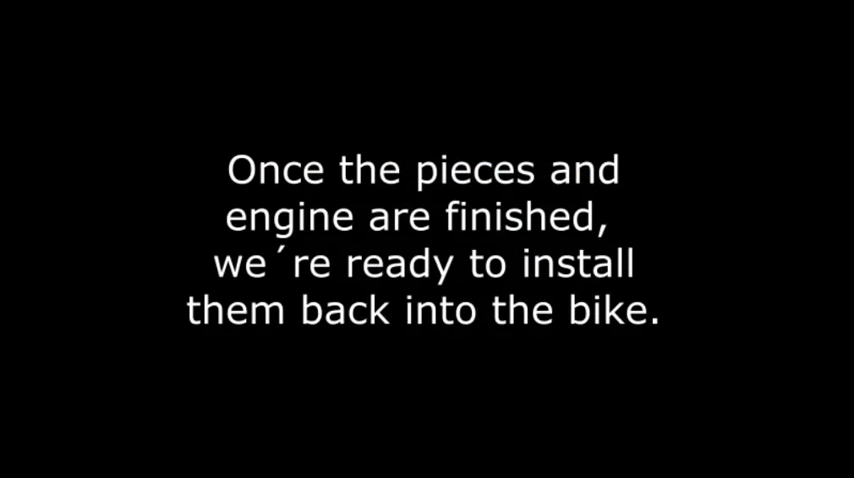 Once the pieces and
engine are finished,
we´re ready to install
them back into the bike.